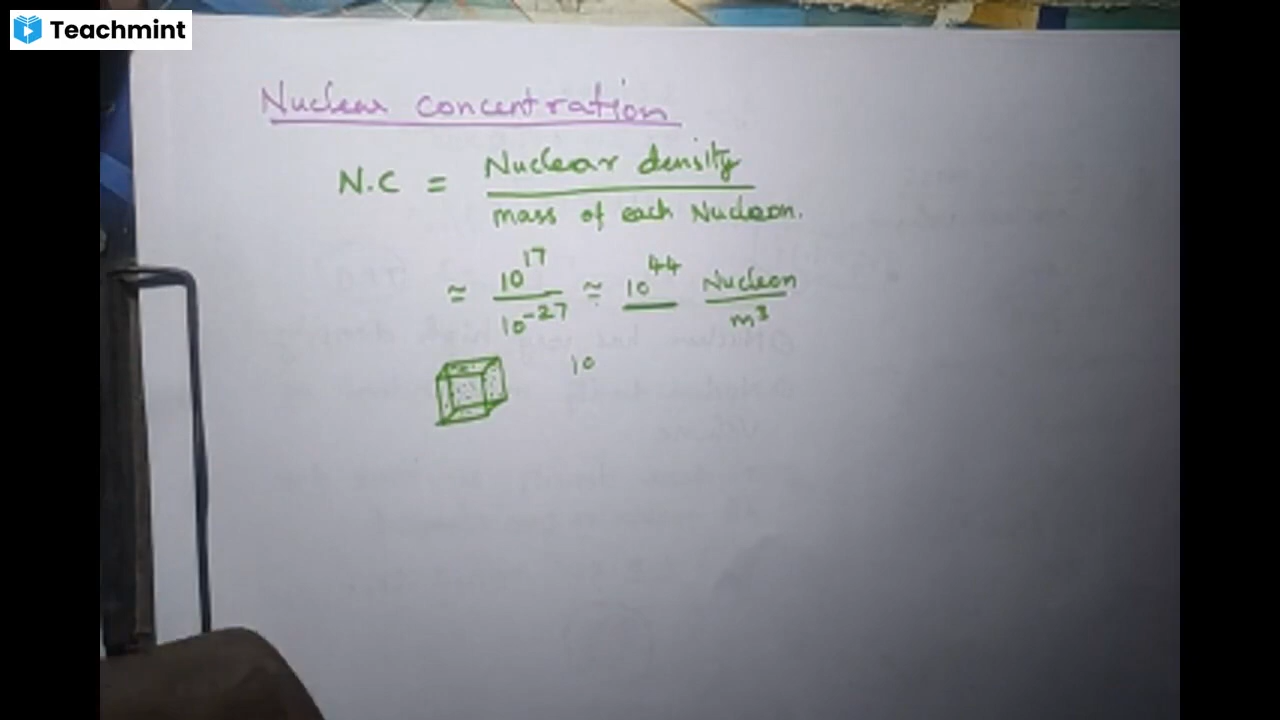 Teachmint
Nuclear concentration
N.C = Nuclear density / mass of each Nucleon.
≃ 10^17 / 10^-27 ≃ 10^44 Nucleon / m^3
10